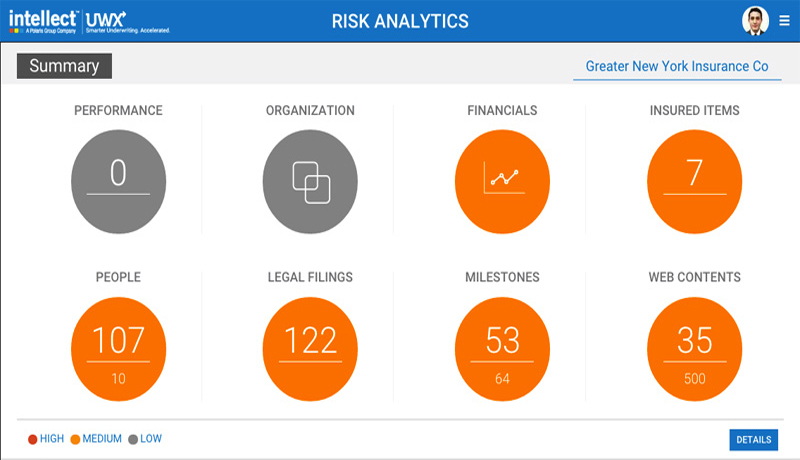 intellect UWX
A Polaris Group Company Smarter Underwriting. Accelerated.
RISK ANALYTICS
Summary
Greater New York Insurance Co
PERFORMANCE ORGANIZATION FINANCIALS INSURED ITEMS
0 7
PEOPLE LEGAL FILINGS MILESTONES WEB CONTENTS
107 122 53 35
10 64 500
HIGH MEDIUM LOW
DETAILS